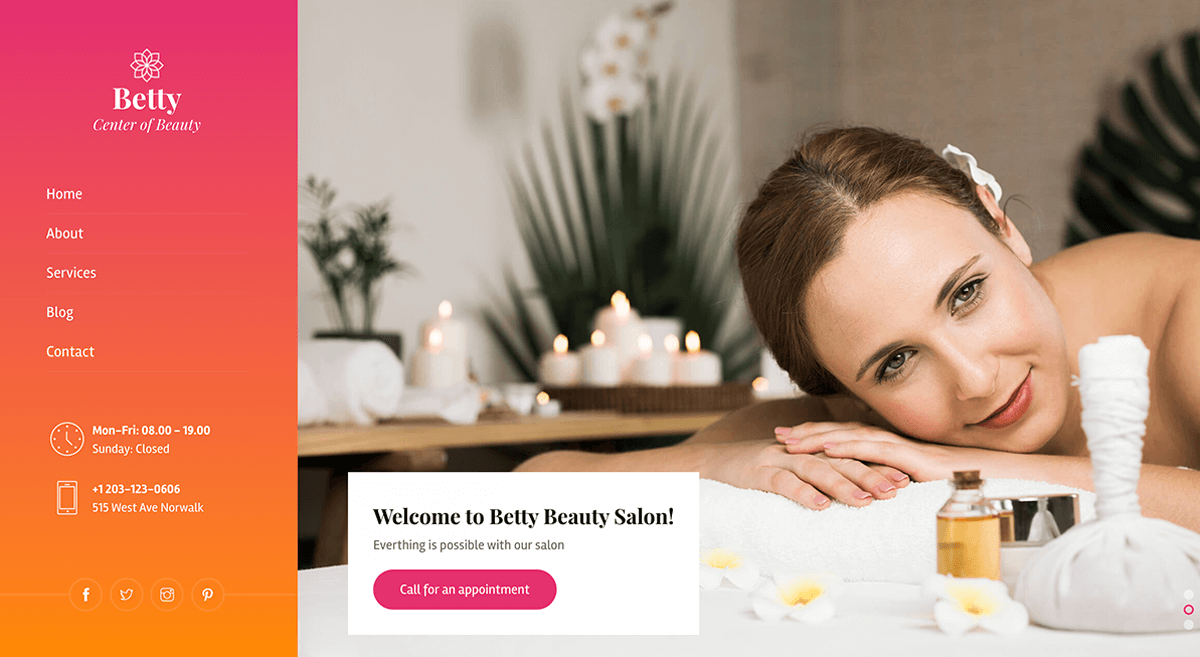 Betty
Center of Beauty
Home
About
Services
Blog
Contact
Mon-Fri: 08.00 - 19.00
Sunday: Closed
+1 203-123-0606
515 West Ave Norwalk
Welcome to Betty Beauty Salon!
Everthing is possible with our salon
Call for an appointment